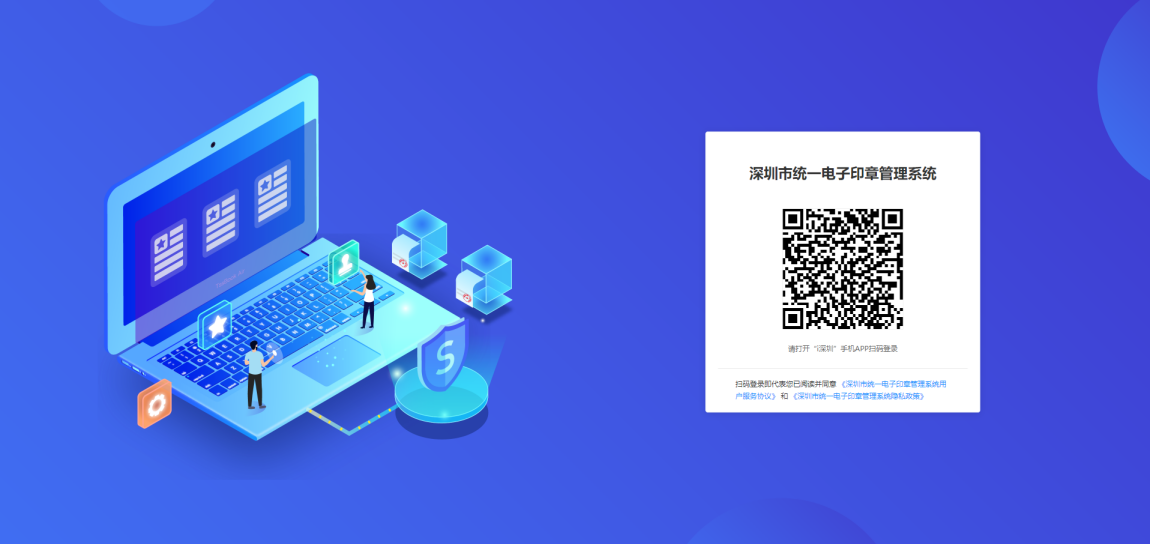 深圳市统一电子印章管理系统
请打开“i深圳”手机APP扫码登录
扫码登录即代表您已阅读并同意 《深圳市统一电子印章管理系统用
户服务协议》 和 《深圳市统一电子印章管理系统隐私政策》
S